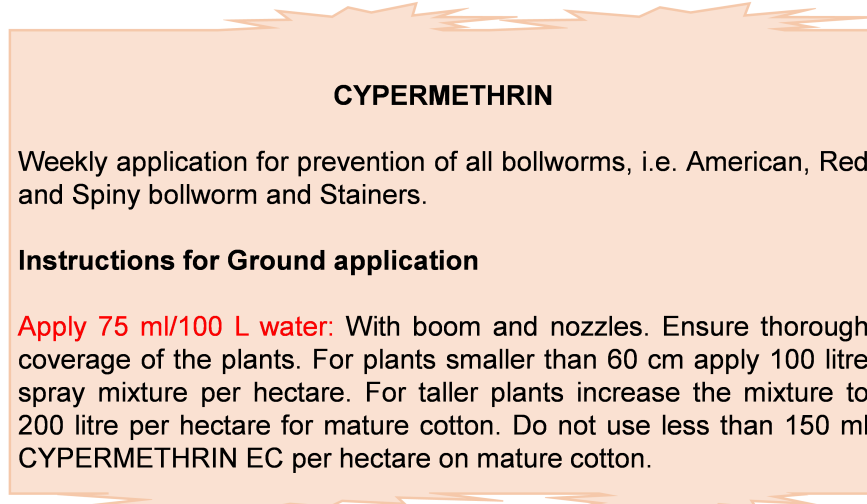 CYPERMETHRIN
Weekly application for prevention of all bollworms, i.e. American, Red
and Spiny bollworm and Stainers.
Instructions for Ground application
Apply 75 ml/100 L water: With boom and nozzles. Ensure thorough
coverage of the plants. For plants smaller than 60 cm apply 100 litre
spray mixture per hectare. For taller plants increase the mixture to
200 litre per hectare for mature cotton. Do not use less than 150 ml
CYPERMETHRIN EC per hectare on mature cotton.